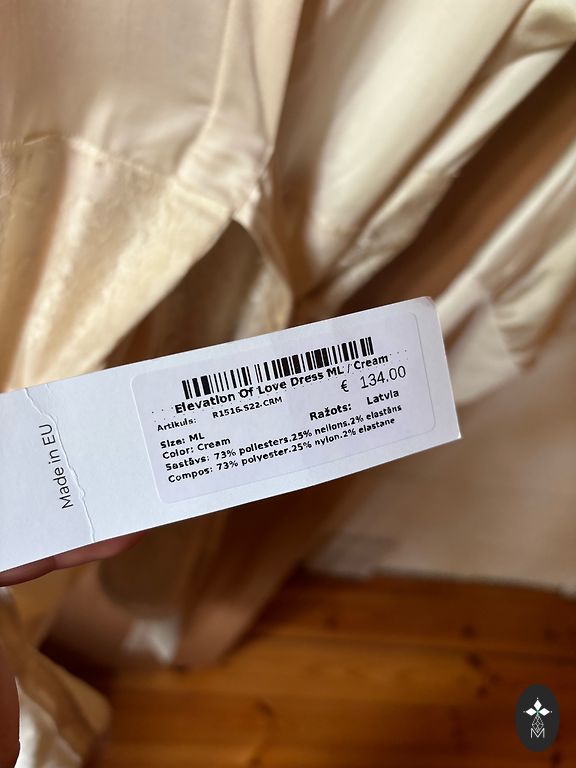 Made in EU
Elevation Of Love Dress ML / Cream
€ 134.00
Artikuls: R1516.S22.CRM
Ražots: Latvia
Size: ML
Color: Cream
Sastāvs: 73% poliesters.25% neilons.2% elastāns
Compos: 73% polyester.25% nylon.2% elastane
M